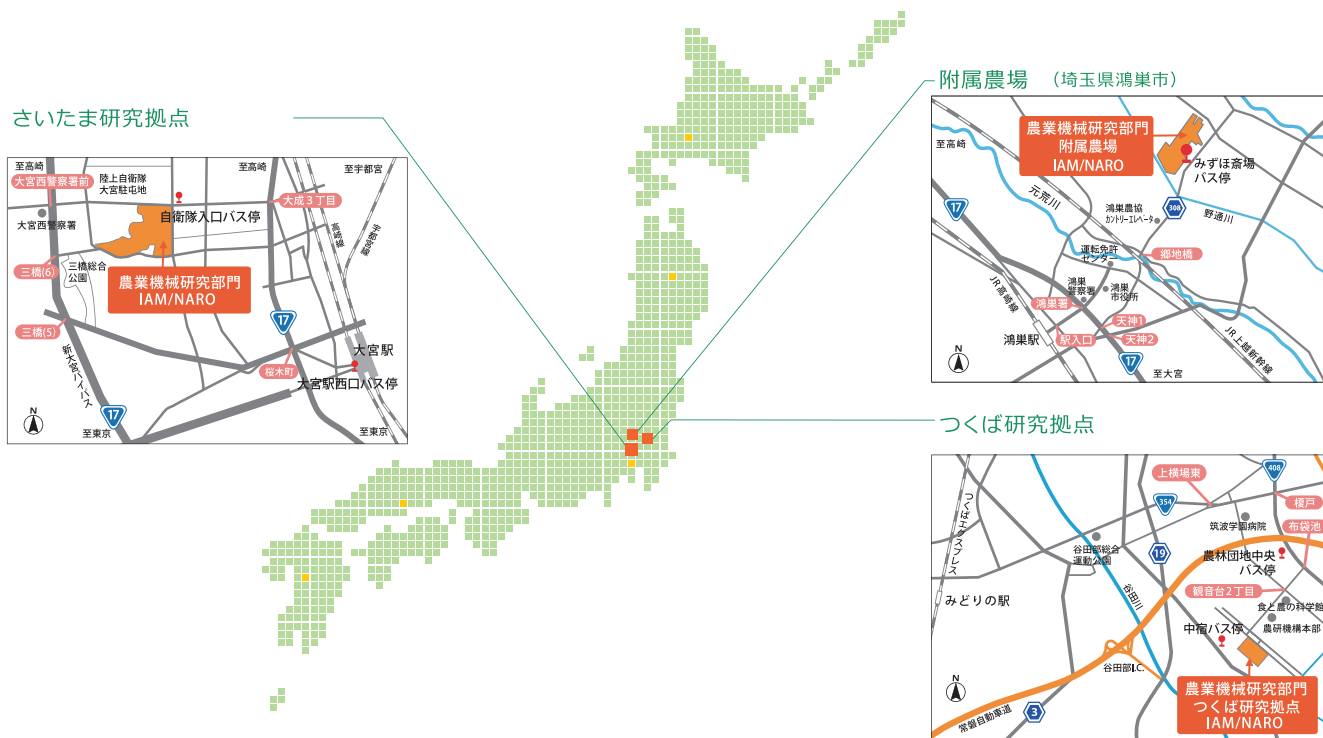 さいたま研究拠点
至高崎
大宮西警察署前
陸上自衛隊
大宮駐屯地
至高崎
至宇都宮
大成3丁目
自衛隊入口バス停
大宮西警察署
高崎線
宇都宮線
三橋(6)
三橋総合
公園
農業機械研究部門
IAM/NARO
三橋(5)
17
大宮駅
新大宮バイパス
桜木町
大宮駅西口バス停
17
N
至東京
至東京
附属農場 (埼玉県鴻巣市)
農業機械研究部門
附属農場
IAM/NARO
至高崎
みずほ斎場
バス停
元荒川
17
鴻巣農協
カントリーエレベータ
308
野通川
運転免許
センター
郷地橋
JR高崎線
鴻巣
警察署
鴻巣
市役所
鴻巣署
天神1
鴻巣駅
駅入口
天神2
JR上越新幹線
17
至大宮
N
つくば研究拠点
上横場東
408
つくばエクスプレス
354
榎戸
筑波学園病院
布袋池
谷田部総合
運動公園
19
農林団地中央
バス停
谷田川
観音台2丁目
みどりの駅
食と農の科学館
中宿バス停
農研機構本部
谷田部I.C.
N
農業機械研究部門
つくば研究拠点
IAM/NARO
常磐自動車道
3